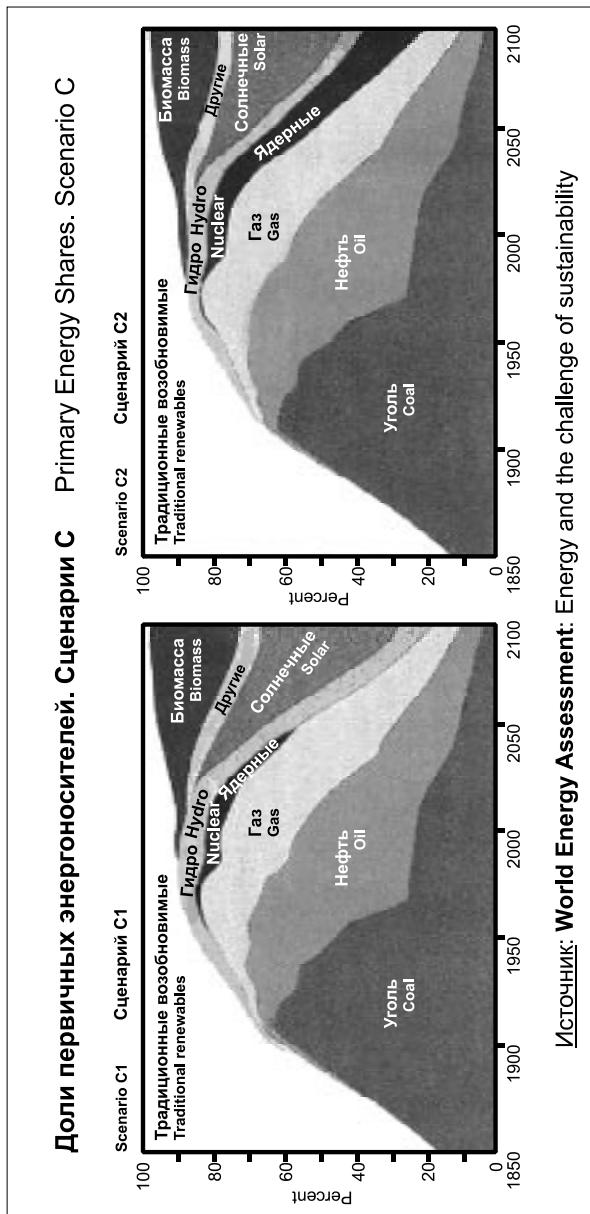 Доли первичных энергоносителей. Сценарии С Primary Energy Shares. Scenario C
Scenario C1 Сценарий С1
Percent
100
80
60
40
20
0
Традиционные возобновимые
Traditional renewables
Биомасса
Biomass
Другие
Солнечные
Solar
Гидро Hydro
Nuclear
Ядерные
Газ
Gas
Нефть
Oil
Уголь
Coal
1850 1900 1950 2000 2050 2100
Scenario C2 Сценарий С2
Percent
100
80
60
40
20
0
Традиционные возобновимые
Traditional renewables
Биомасса
Biomass
Другие
Солнечные
Solar
Гидро Hydro
Nuclear
Ядерные
Газ
Gas
Нефть
Oil
Уголь
Coal
1850 1900 1950 2000 2050 2100
Источник: World Energy Assessment: Energy and the challenge of sustainability